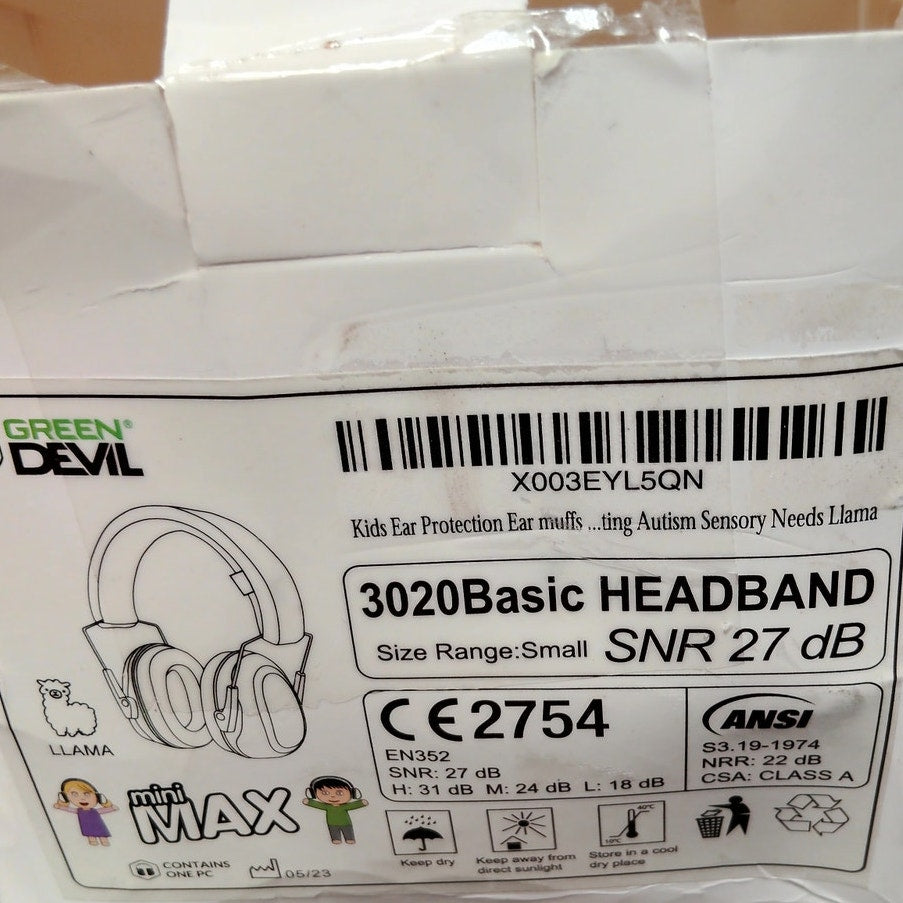 GREEN®
DEVIL
X003EYL5QN
Kids Ear Protection Ear muffs ...ting Autism Sensory Needs Llama
3020Basic HEADBAND
Size Range:Small SNR 27 dB
LLAMA
CE2754
EN352
SNR: 27 dB
H: 31 dB M: 24 dB L: 18 dB
ANSI
S3.19-1974
NRR: 22 dB
CSA: CLASS A
mini
MAX
CONTAINS
ONE PC
05/23
Keep dry
Keep away from
direct sunlight
40°C
Store in a cool
dry place